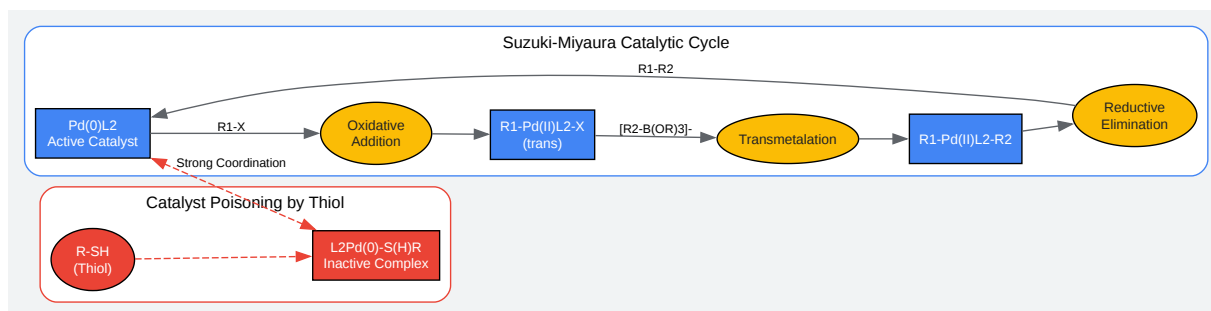 Suzuki-Miyaura Catalytic Cycle
R1-R2
Pd(0)L2
Active Catalyst
R1-X
Oxidative
Addition
R1-Pd(II)L2-X
(trans)
[R2-B(OR)3]-
Transmetalation
R1-Pd(II)L2-R2
Reductive
Elimination
Strong Coordination
Catalyst Poisoning by Thiol
R-SH
(Thiol)
L2Pd(0)-S(H)R
Inactive Complex